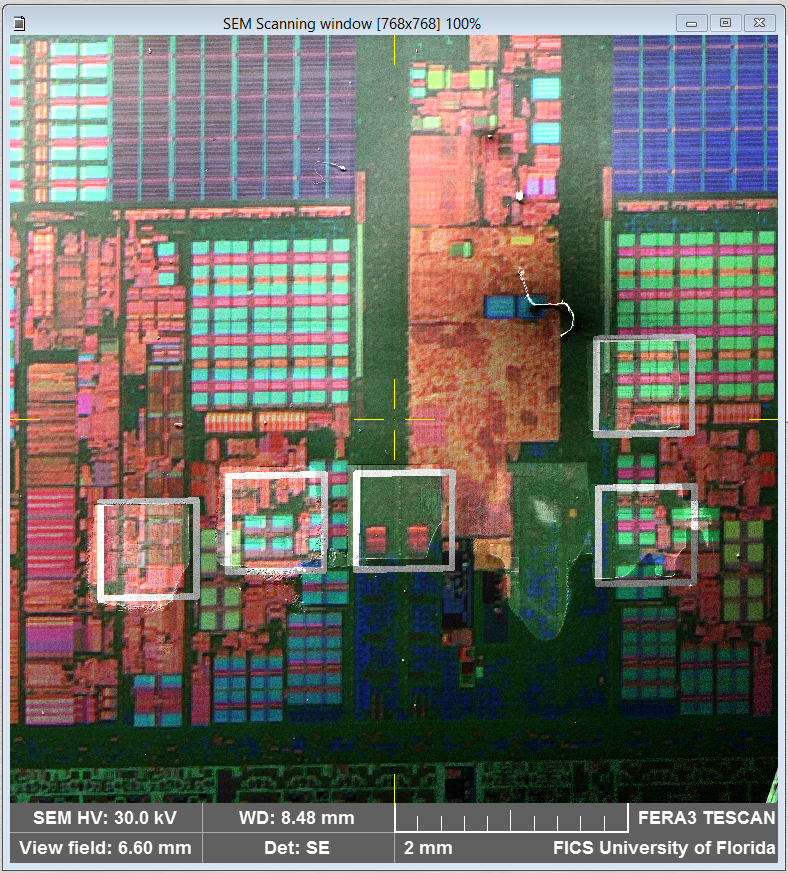 SEM Scanning window [768x768] 100%
SEM HV: 30.0 kV WD: 8.48 mm FERA3 TESCAN
View field: 6.60 mm Det: SE 2 mm FICS University of Florida